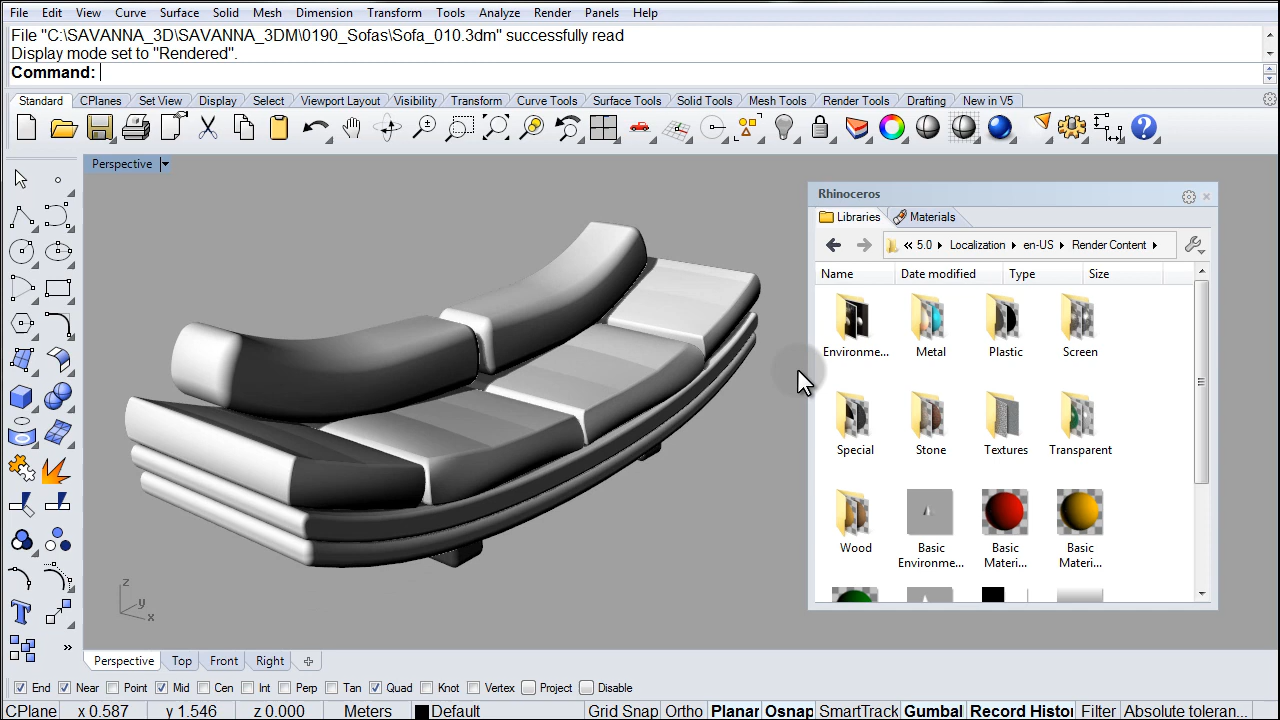 File Edit View Curve Surface Solid Mesh Dimension Transform Tools Analyze Render Panels Help
File "C:\SAVANNA_3D\SAVANNA_3DM\0190_Sofas\Sofa_010.3dm" successfully read
Display mode set to "Rendered".
Command:
Standard CPlanes Set View Display Select Viewport Layout Visibility Transform Curve Tools Surface Tools Solid Tools Mesh Tools Render Tools Drafting New in V5
Perspective
Rhinoceros
Libraries Materials
« 5.0 Localization en-US Render Content
Name Date modified Type Size
Environme... Metal Plastic Screen
Special Stone Textures Transparent
Wood Basic Environme... Basic Materi... Basic Materi...
z
y
x
T
Perspective Top Front Right
End Near Point Mid Cen Int Perp Tan Quad Knot Vertex Project Disable
CPlane x 0.587 y 1.546 z 0.000 Meters Default Grid Snap Ortho Planar Osnap SmartTrack Gumbal Record Histo Filter Absolute toleran...